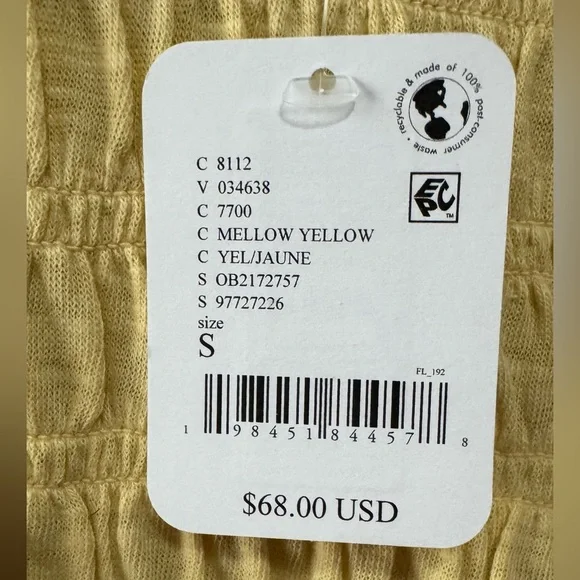 recyclable & made of 100% post-consumer waste •
C 8112
V 034638
C 7700
EPC™
C MELLOW YELLOW
C YEL/JAUNE
S OB2172757
S 97727226
size
S
FL_192
1 98451 84457 8
$68.00 USD